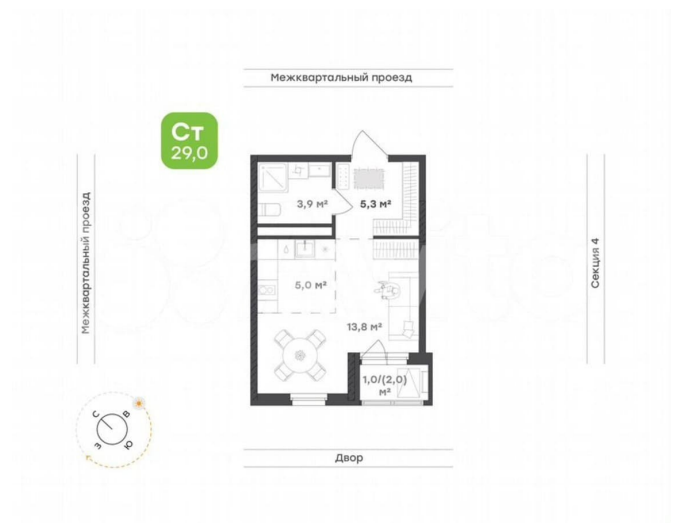 Межквартальный проезд
Ст
29,0
3,9 м²
5,3 м²
Межквартальный проезд
Секция 4
5,0 м²
13,8 м²
1,0/(2,0)
м²
С
В
З
Ю
Двор